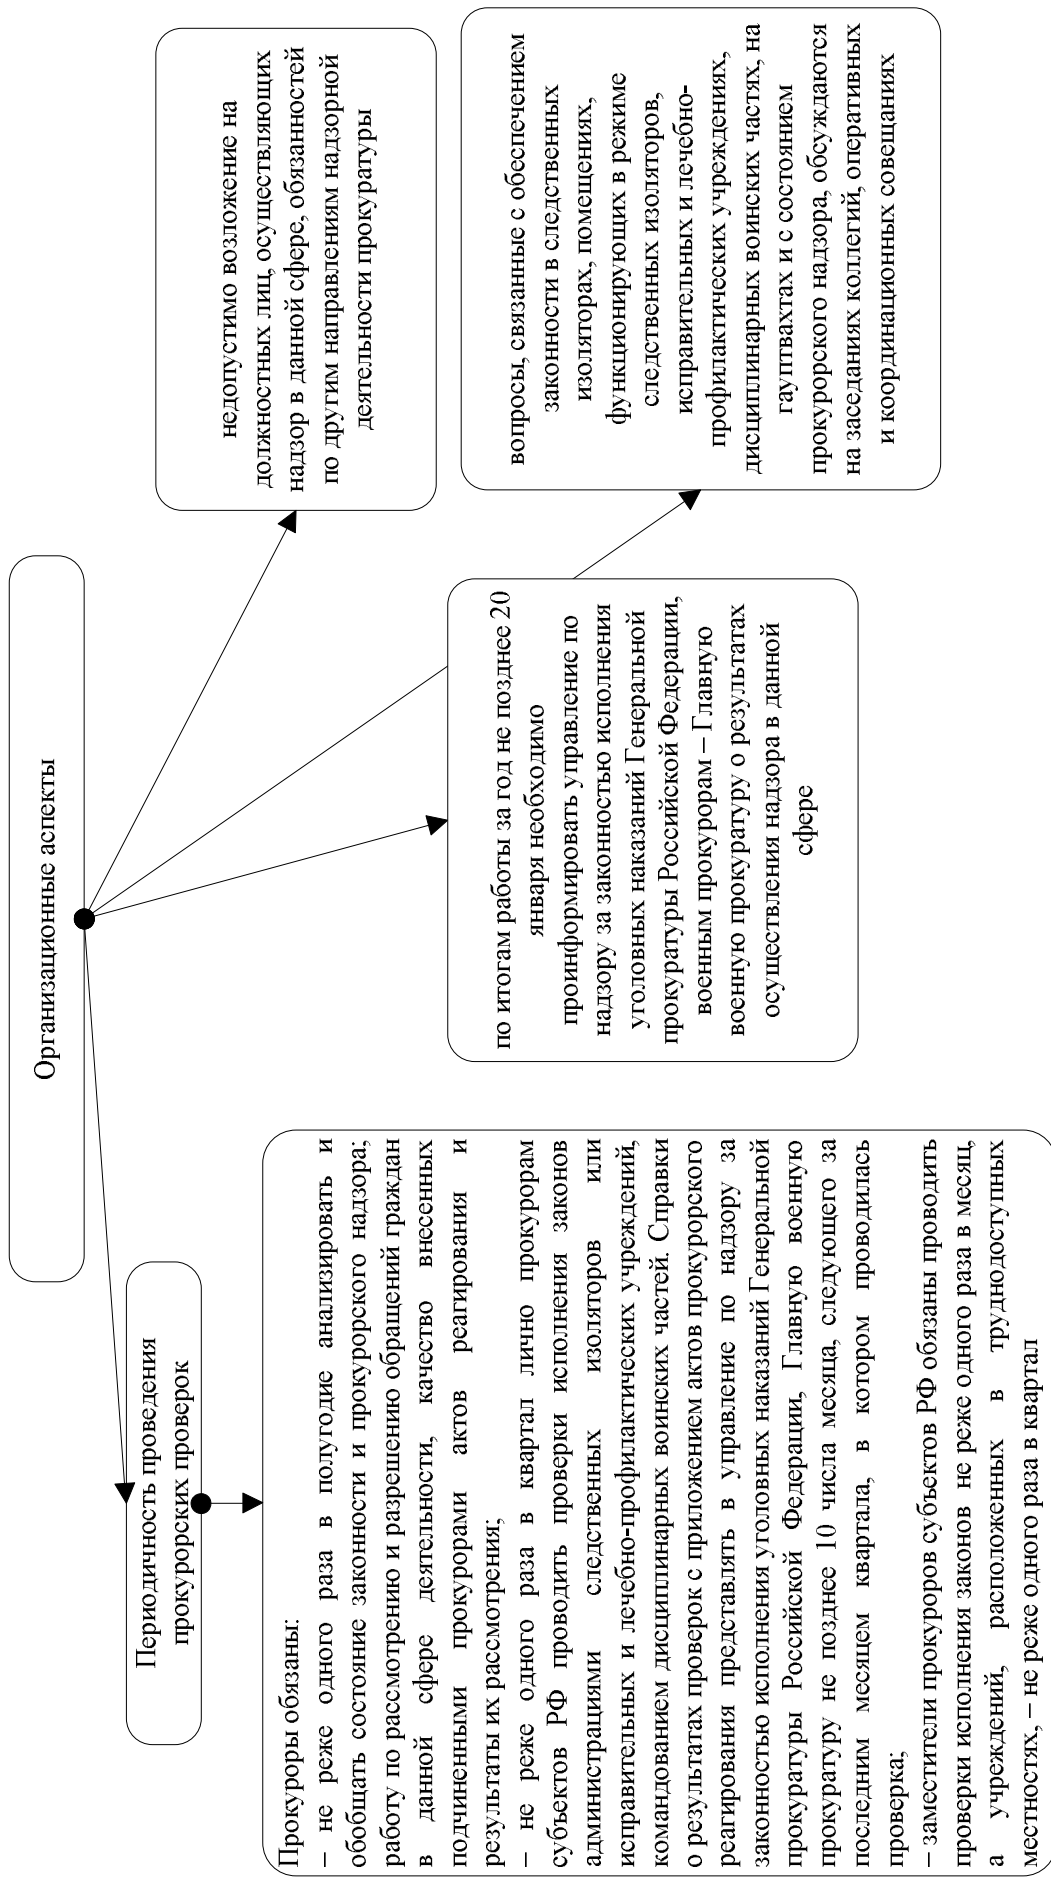 Организационные аспекты
Периодичность проведения
прокурорских проверок
Прокуроры обязаны:
– не реже одного раза в полугодие анализировать и
обобщать состояние законности и прокурорского надзора;
работу по рассмотрению и разрешению обращений граждан
в данной сфере деятельности, качество внесенных
подчиненными прокурорами актов реагирования и
результаты их рассмотрения;
– не реже одного раза в квартал лично прокурорам
субъектов РФ проводить проверки исполнения законов
администрациями следственных изоляторов или
исправительных и лечебно-профилактических учреждений,
командованием дисциплинарных воинских частей. Справки
о результатах проверок с приложением актов прокурорского
реагирования представлять в управление по надзору за
законностью исполнения уголовных наказаний Генеральной
прокуратуры Российской Федерации, Главную военную
прокуратуру не позднее 10 числа месяца, следующего за
последним месяцем квартала, в котором проводилась
проверка;
– заместители прокуроров субъектов РФ обязаны проводить
проверки исполнения законов не реже одного раза в месяц,
а учреждений, расположенных в труднодоступных
местностях, – не реже одного раза в квартал
по итогам работы за год не позднее 20
января необходимо
проинформировать управление по
надзору за законностью исполнения
уголовных наказаний Генеральной
прокуратуры Российской Федерации,
военным прокурорам – Главную
военную прокуратуру о результатах
осуществления надзора в данной
сфере
недопустимо возложение на
должностных лиц, осуществляющих
надзор в данной сфере, обязанностей
по другим направлениям надзорной
деятельности прокуратуры
вопросы, связанные с обеспечением
законности в следственных
изоляторах, помещениях,
функционирующих в режиме
следственных изоляторов,
исправительных и лечебно-
профилактических учреждениях,
дисциплинарных воинских частях, на
гауптвахтах и с состоянием
прокурорского надзора, обсуждаются
на заседаниях коллегий, оперативных
и координационных совещаниях